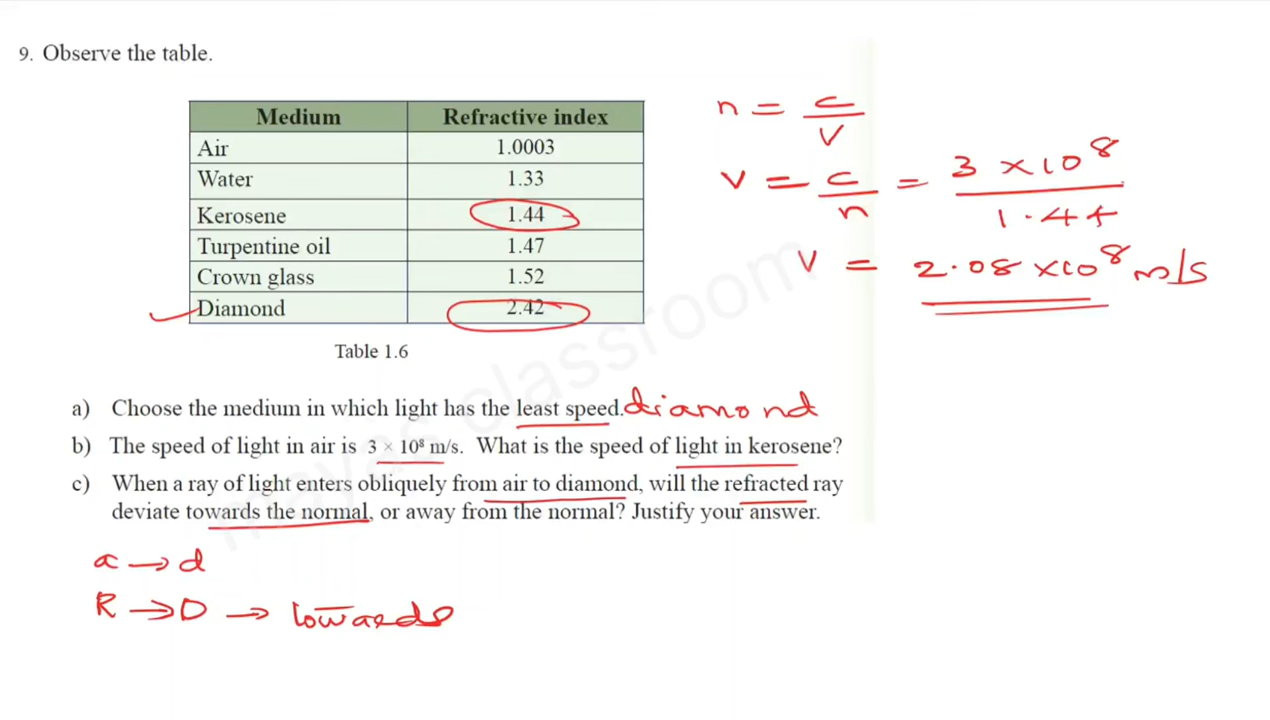 9. Observe the table.
Medium Refractive index
Air 1.0003
Water 1.33
Kerosene 1.44
Turpentine oil 1.47
Crown glass 1.52
Diamond 2.42
Table 1.6
n = c/v
v = c/n = 3 × 10⁸/1.44
v = 2.08 × 10⁸ m/s
a) Choose the medium in which light has the least speed. diamond
b) The speed of light in air is 3 × 10⁸ m/s. What is the speed of light in kerosene?
c) When a ray of light enters obliquely from air to diamond, will the refracted ray
deviate towards the normal, or away from the normal? Justify your answer.
a → d
R → D → towards
mayas classroom